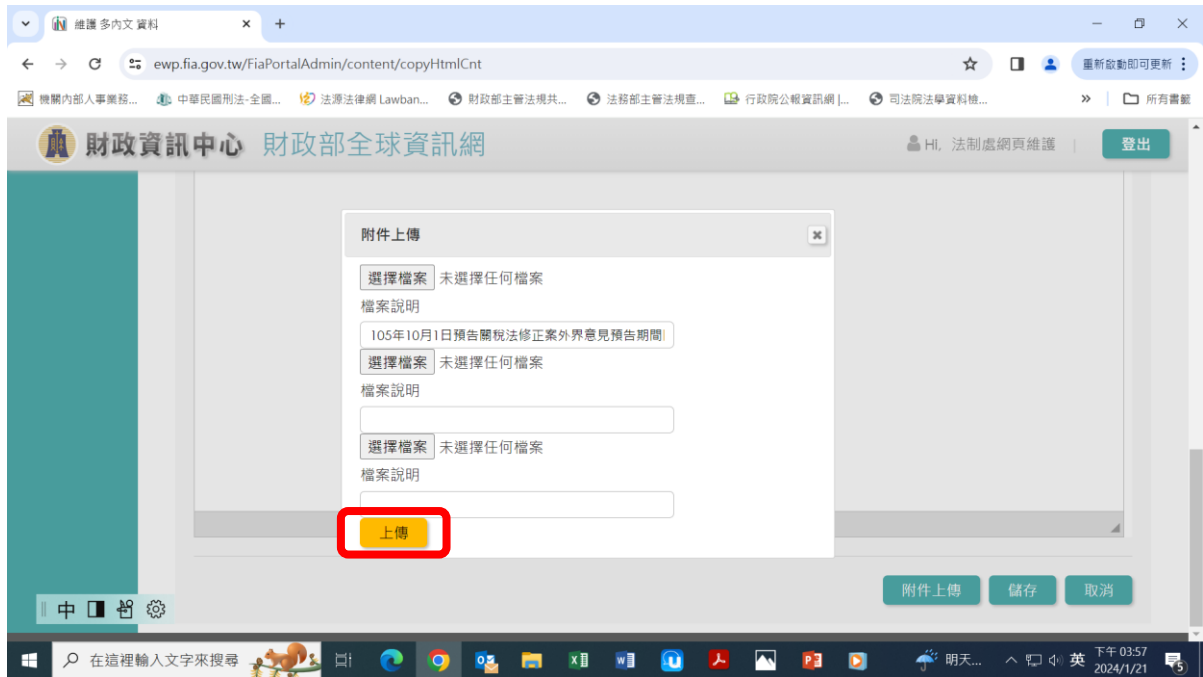 維護 多內文 資料
ewp.fia.gov.tw/FiaPortalAdmin/content/copyHtmlCnt
重新啟動即可更新
機關內部人事業務...
中華民國刑法-全國...
法源法律網 Lawban...
財政部主管法規共...
法務部主管法規查...
行政院公報資訊網 |...
司法院法學資料檢...
»
所有書籤
財政資訊中心 財政部全球資訊網
HI, 法制處網頁維護
登出
附件上傳
選擇檔案 未選擇任何檔案
檔案說明
105年10月1日預告關稅法修正案外界意見預告期間
選擇檔案 未選擇任何檔案
檔案說明
選擇檔案 未選擇任何檔案
檔案說明
上傳
附件上傳 儲存 取消
中
在這裡輸入文字來搜尋
明天...
英
下午 03:57
2024/1/21
5